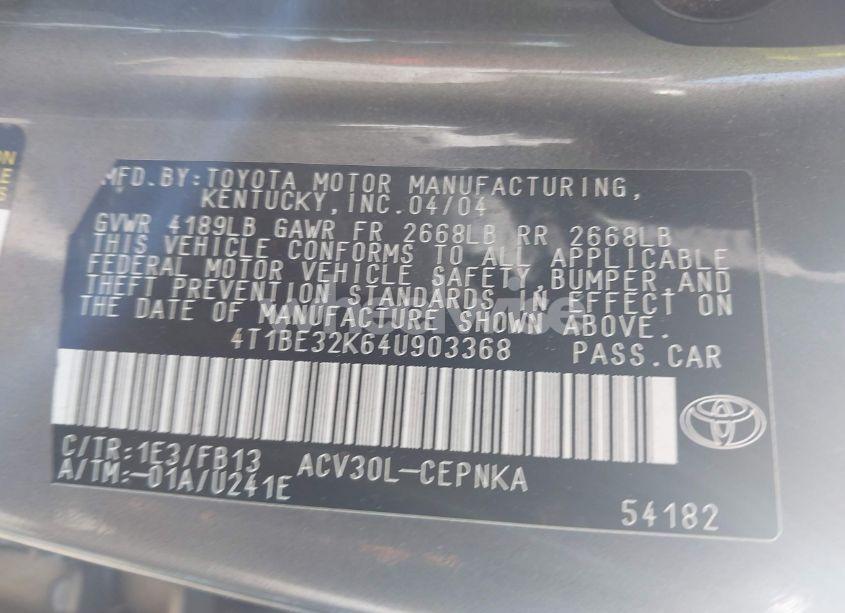 ON
E
S
MFD.BY:TOYOTA MOTOR MANUFACTURING,
KENTUCKY,INC.04/04
GVWR 4189LB GAWR FR 2668LB RR 2668LB
THIS VEHICLE CONFORMS TO ALL APPLICABLE
FEDERAL MOTOR VEHICLE SAFETY,BUMPER,AND
THEFT PREVENTION STANDARDS IN EFFECT ON
THE DATE OF MANUFACTURE SHOWN ABOVE.
4T1BE32K64U903368 PASS.CAR
C/TR:1E3/FB13 ACV30L-CEPNKA
A/TM:-01A/U241E
54182